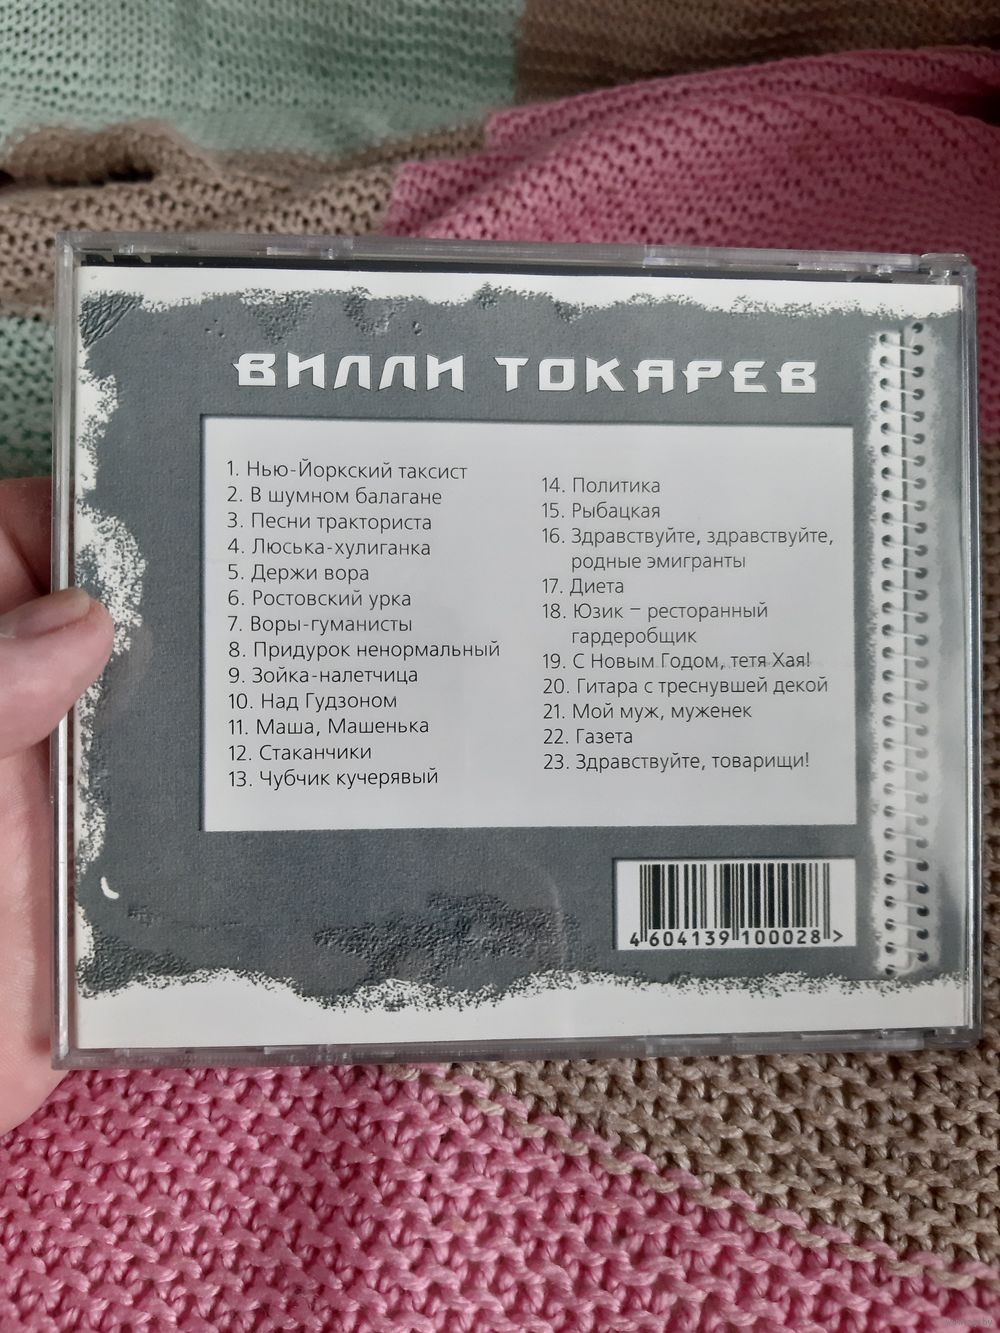 ВИЛЛИ ТОКАРЕВ
1. Нью-Йоркский таксист
2. В шумном балагане
3. Песни тракториста
4. Люська-хулиганка
5. Держи вора
6. Ростовский урка
7. Воры-гуманисты
8. Придурок ненормальный
9. Зойка-налетчица
10. Над Гудзоном
11. Маша, Машенька
12. Стаканчики
13. Чубчик кучерявый
14. Политика
15. Рыбацкая
16. Здравствуйте, здравствуйте,
родные эмигранты
17. Диета
18. Юзик – ресторанный
гардеробщик
19. С Новым Годом, тетя Хая!
20. Гитара с треснувшей декой
21. Мой муж, муженек
22. Газета
23. Здравствуйте, товарищи!
4 604139 100028 >